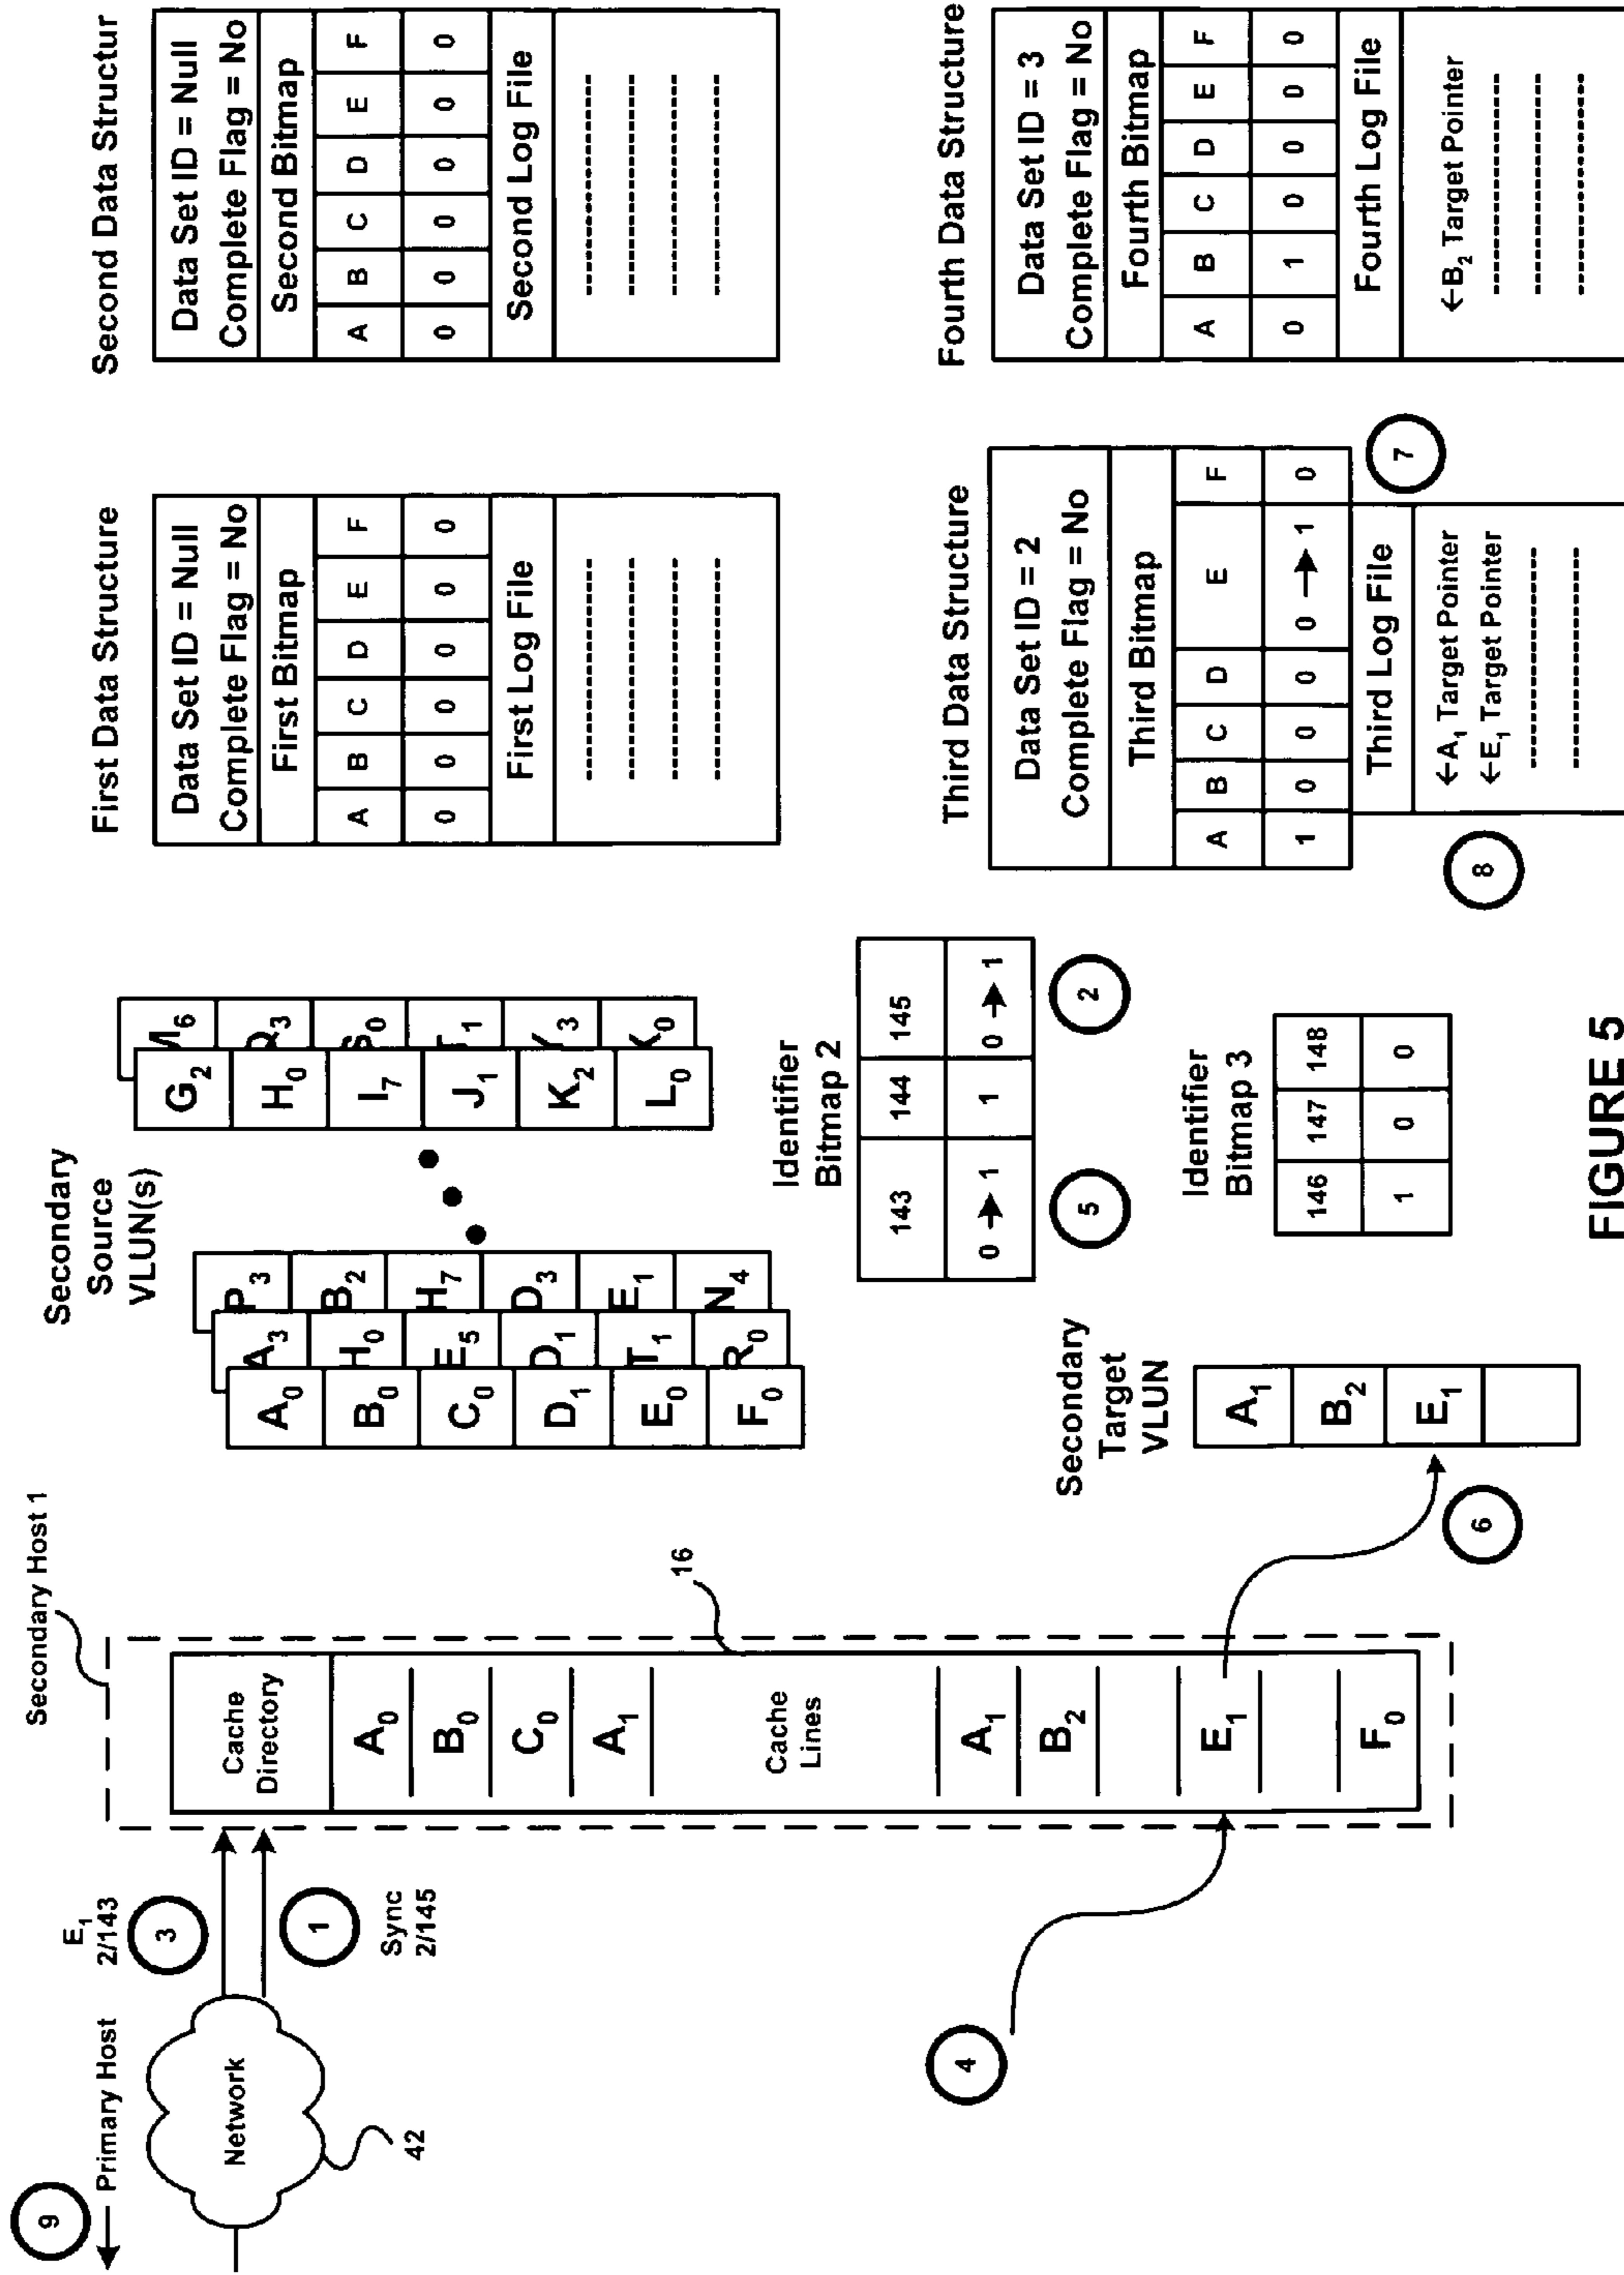 9
Primary Host
E1
2/143
3
1
Sync
2/145
Network
42
4
Secondary Host 1
Cache
Directory
A0
B0
C0
A1
Cache
Lines
A1
B2
E1
F0
16
6
Secondary
Source
VLUN(s)
A0
B0
C0
D1
E0
F0
A3
H0
E5
D1
T1
R0
P3
B2
H7
D3
E1
N4
G2
H0
I7
J1
K2
L0
6
Q3
S0
1
3
0
Secondary
Target
VLUN
A1
B2
E1
Identifier
Bitmap 2
143 144 145
0 → 1 1 0 → 1
5
2
Identifier
Bitmap 3
146 147 148
1 0 0
First Data Structure
Data Set ID = Null
Complete Flag = No
First Bitmap
A B C D E F
0 0 0 0 0 0
First Log File
Second Data Structur
Data Set ID = Null
Complete Flag = No
Second Bitmap
A B C D E F
0 0 0 0 0 0
Second Log File
Third Data Structure
Data Set ID = 2
Complete Flag = No
Third Bitmap
A B C D E F
1 0 0 0 0 → 1 0
7
Third Log File
←A1 Target Pointer
←E1 Target Pointer
8
Fourth Data Structure
Data Set ID = 3
Complete Flag = No
Fourth Bitmap
A B C D E F
0 1 0 0 0 0
Fourth Log File
←B2 Target Pointer
FIGURE 5